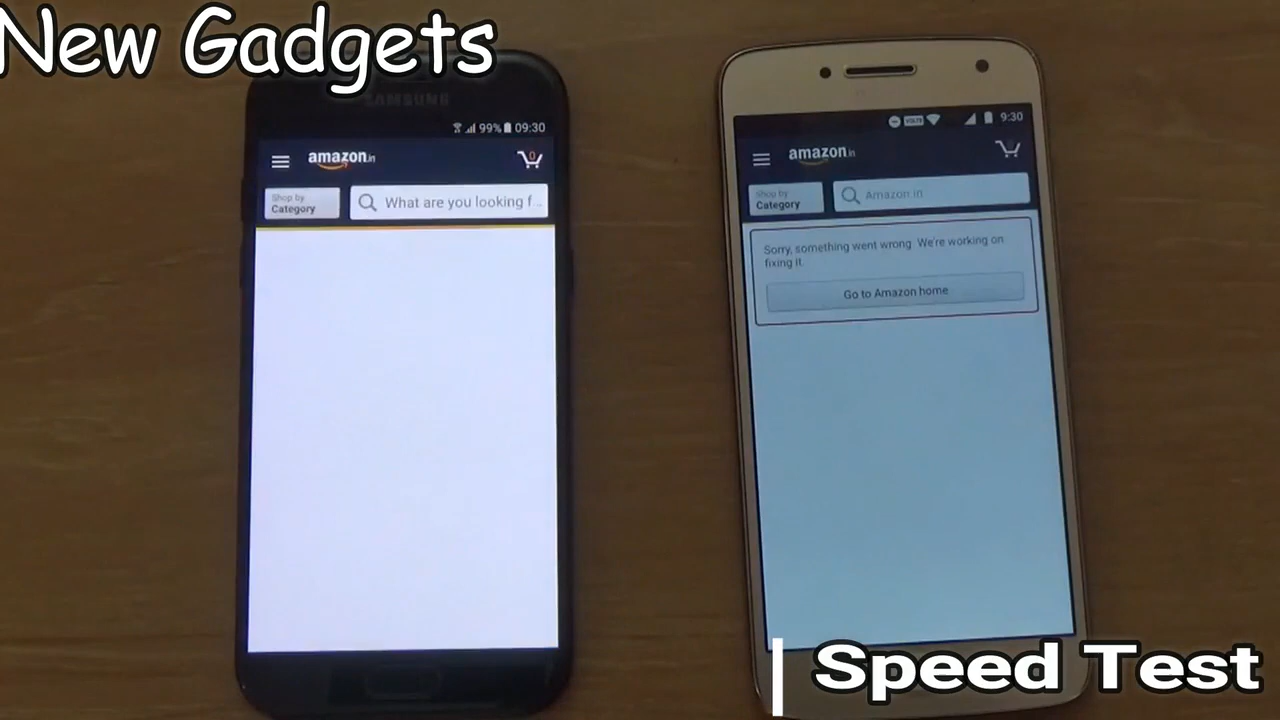 New Gadgets
SAMSUNG
99% 09:30
amazon.in
0
Shop by
Category
What are you looking f...
VOLTE 9:30
amazon.in
Shop by
Category
Amazon.in
Sorry, something went wrong. We're working on
fixing it.
Go to Amazon home
Speed Test